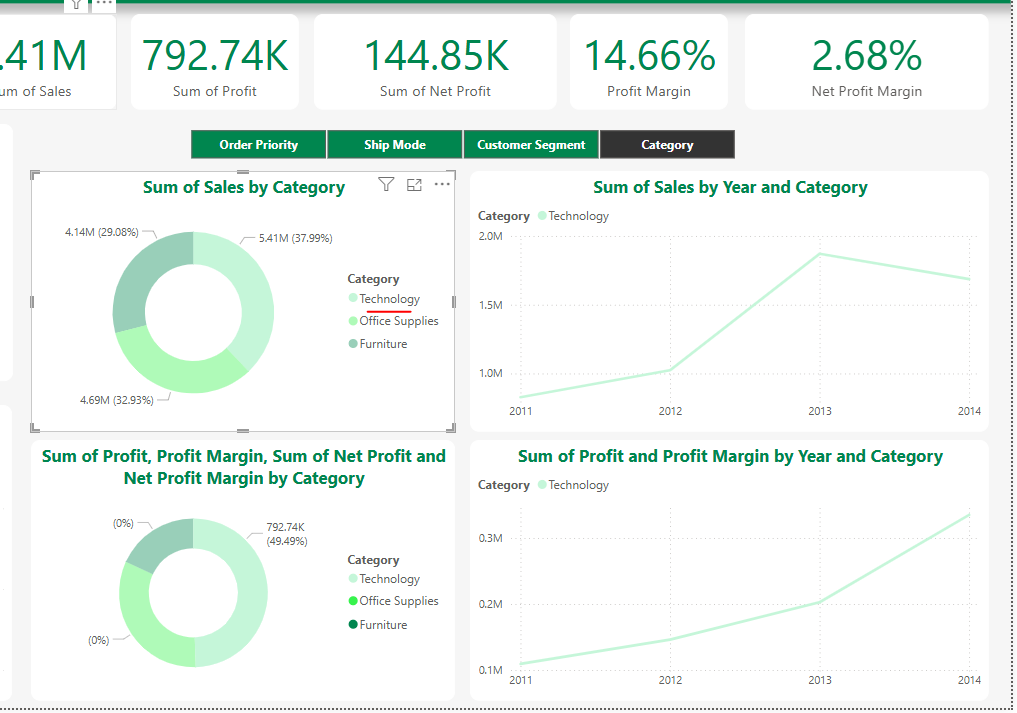 .41M
792.74K
144.85K
14.66%
2.68%
um of Sales
Sum of Profit
Sum of Net Profit
Profit Margin
Net Profit Margin
Order Priority
Ship Mode
Customer Segment
Category
Sum of Sales by Category
4.14M (29.08%)
5.41M (37.99%)
4.69M (32.93%)
Category
Technology
Office Supplies
Furniture
Sum of Sales by Year and Category
Category Technology
2.0M
1.5M
1.0M
2011 2012 2013 2014
Sum of Profit, Profit Margin, Sum of Net Profit and
Net Profit Margin by Category
(0%)
792.74K
(49.49%)
(0%)
Category
Technology
Office Supplies
Furniture
Sum of Profit and Profit Margin by Year and Category
Category Technology
0.3M
0.2M
0.1M
2011 2012 2013 2014